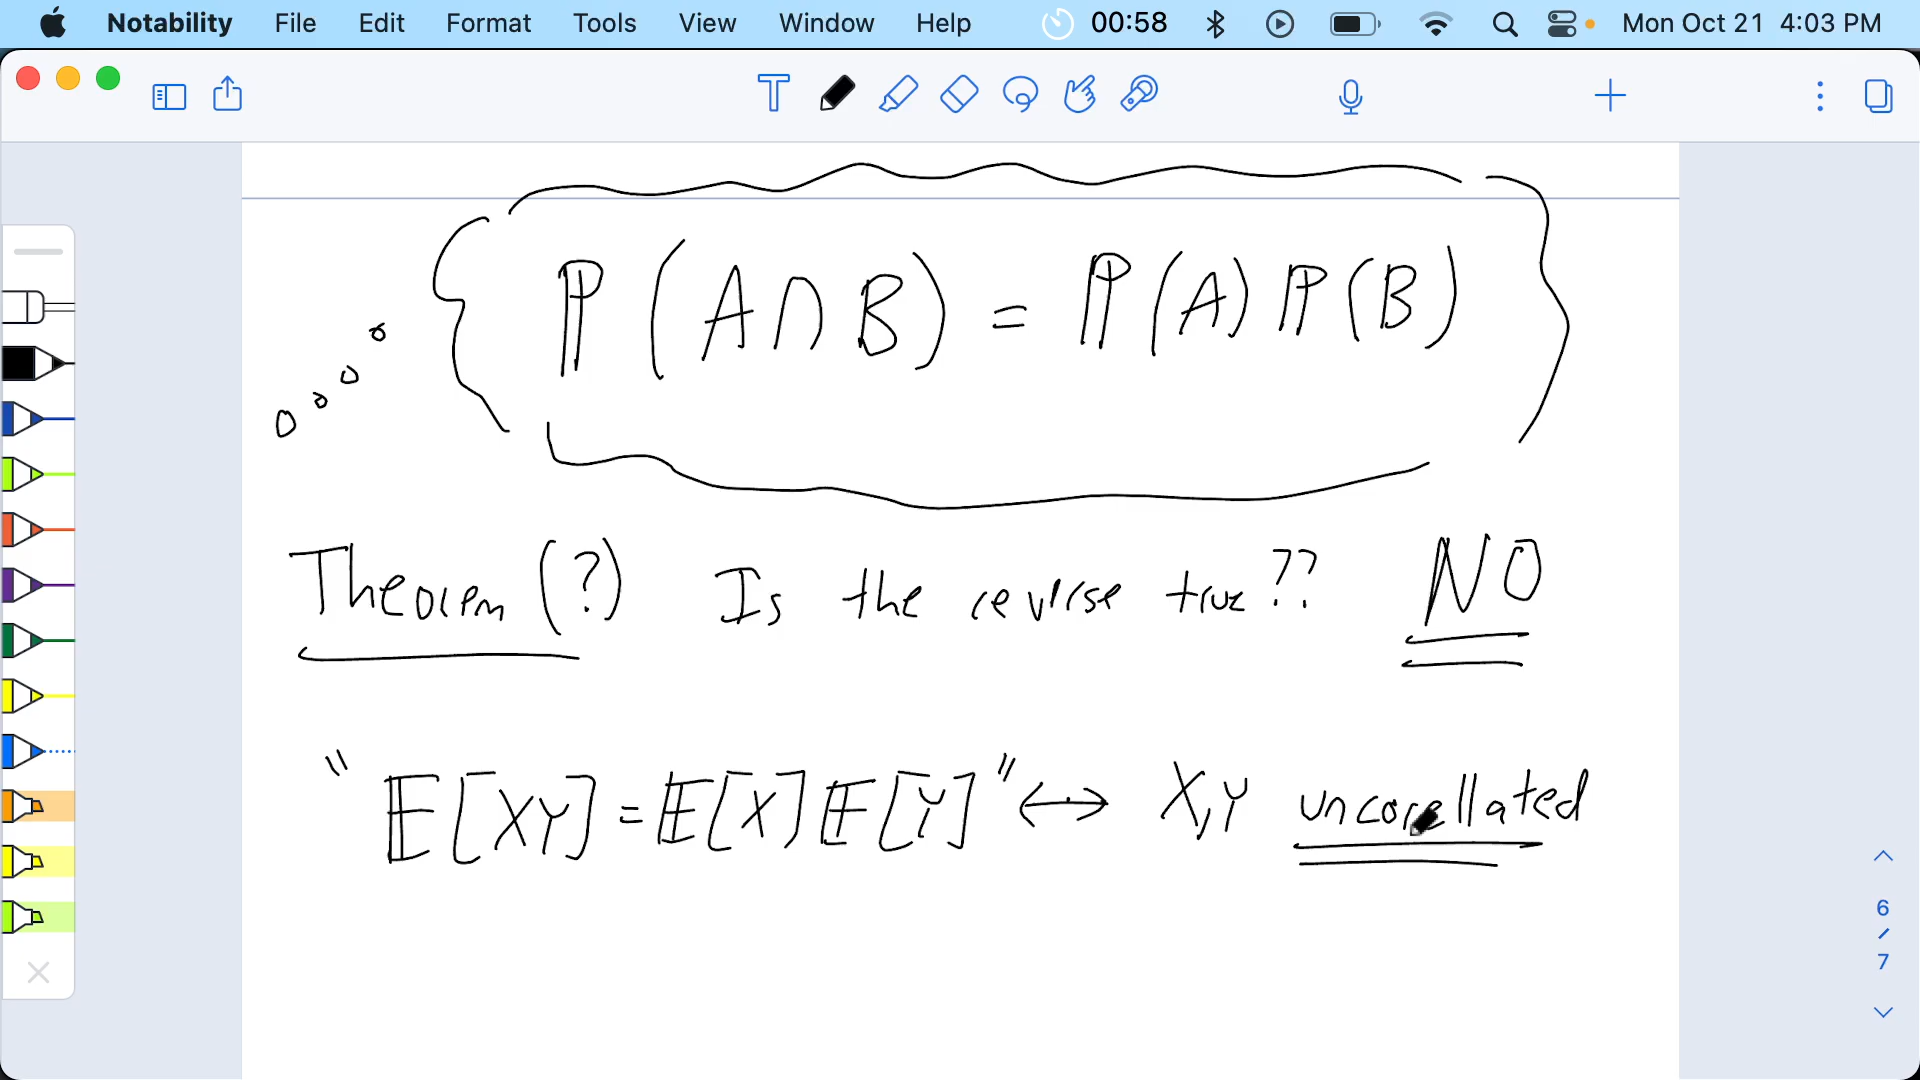 Notability File Edit Format Tools View Window Help 00:58 Mon Oct 21 4:03 PM
ℙ(A∩B) = ℙ(A) ℙ(B)
Theorem (?) Is the reverse true?? NO
"𝔼[XY] = 𝔼[X] 𝔼[Y]" ↔ X,Y uncorellated
6
/
7